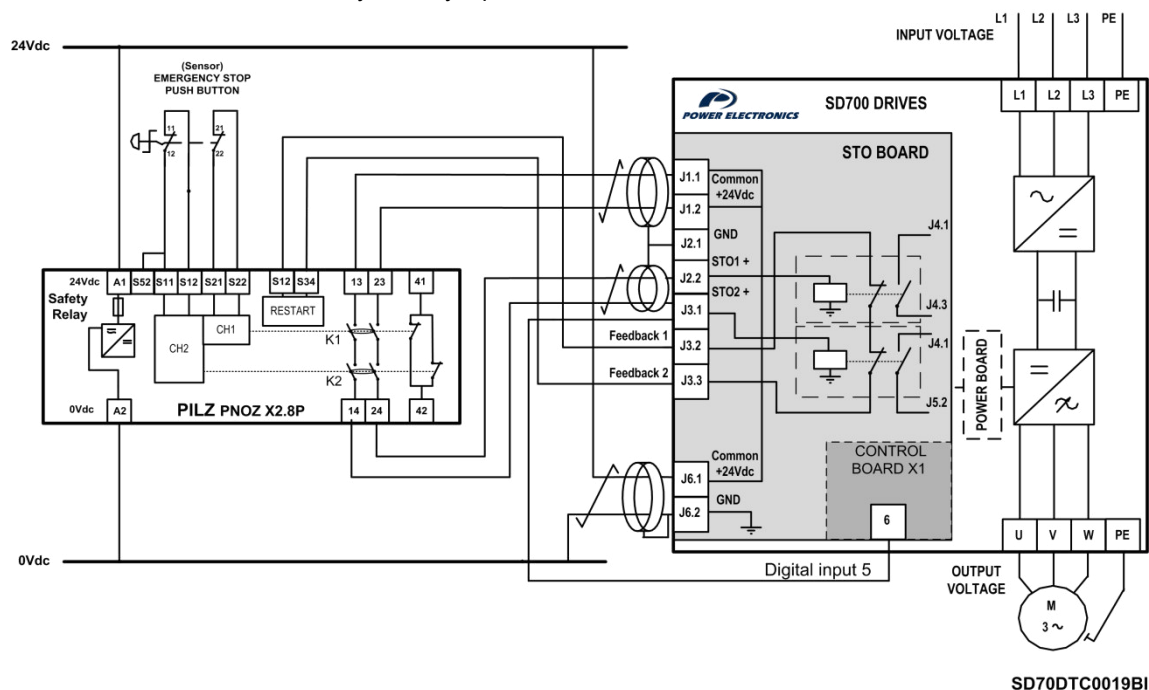 L1 L2 L3 PE
INPUT VOLTAGE
24Vdc
(Sensor)
EMERGENCY STOP
PUSH BUTTON
11
12
21
22
POWER ELECTRONICS
SD700 DRIVES
L1 L2 L3 PE
STO BOARD
J1.1
Common
+24Vdc
J1.2
J2.1
GND
J2.2
STO1 +
J3.1
STO2 +
J3.2
Feedback 1
J3.3
Feedback 2
J4.1
J4.3
J4.1
J5.2
POWER BOARD
24Vdc
A1 S52 S11 S12 S21 S22 S12 S34 13 23 41
Safety
Relay
RESTART
CH1
CH2
K1
K2
0Vdc
A2
PILZ PNOZ X2.8P
14 24 42
Common
+24Vdc
J6.1
GND
J6.2
CONTROL
BOARD X1
6
U V W PE
0Vdc
Digital input 5
OUTPUT
VOLTAGE
M
3 ~
SD70DTC0019BI